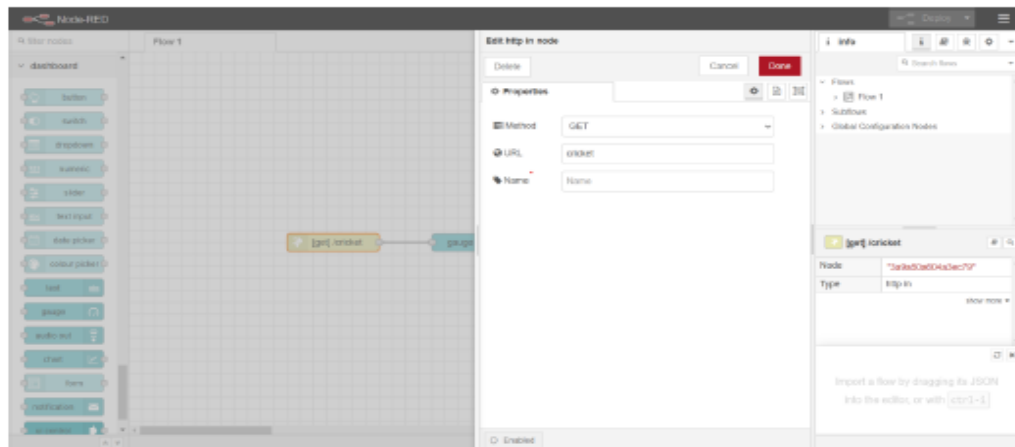 Node-RED
Deploy
filter nodes
Flow 1
dashboard
button
switch
dropdown
numeric
slider
text input
date picker
colour picker
text
gauge
audio out
chart
form
notification
ui control
[get] /cricket
gauge
Edit http in node
Delete
Cancel
Done
Properties
Method
GET
URL
cricket
Name
Name
Enabled
i info
Search flows
Flows
Flow 1
Subflows
Global Configuration Nodes
[get] /cricket
Node
Type
http in
show more
Import a flow by dragging its JSON
into the editor, or with ctrl-i